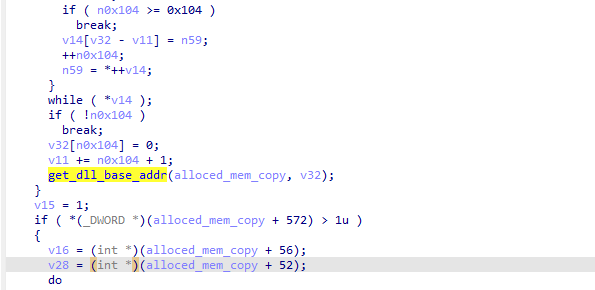 if ( n0x104 >= 0x104 )
break;
v14[v32 - v11] = n59;
++n0x104;
n59 = *++v14;
}
while ( *v14 );
if ( !n0x104 )
break;
v32[n0x104] = 0;
v11 += n0x104 + 1;
get_dll_base_addr(alloced_mem_copy, v32);
}
v15 = 1;
if ( *(_DWORD *)(alloced_mem_copy + 572) > 1u )
{
v16 = (int *)(alloced_mem_copy + 56);
v28 = (int *)(alloced_mem_copy + 52);
do